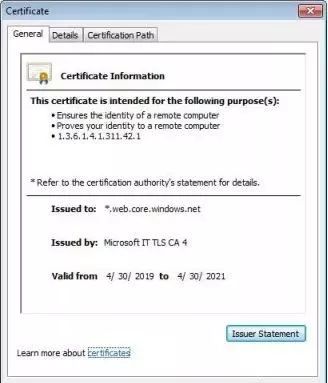 Certificate
General Details Certification Path
Certificate Information
This certificate is intended for the following purpose(s):
• Ensures the identity of a remote computer
• Proves your identity to a remote computer
• 1.3.6.1.4.1.311.42.1
* Refer to the certification authority's statement for details.
Issued to: *.web.core.windows.net
Issued by: Microsoft IT TLS CA 4
Valid from 4/ 30/ 2019 to 4/ 30/ 2021
Issuer Statement
Learn more about certificates